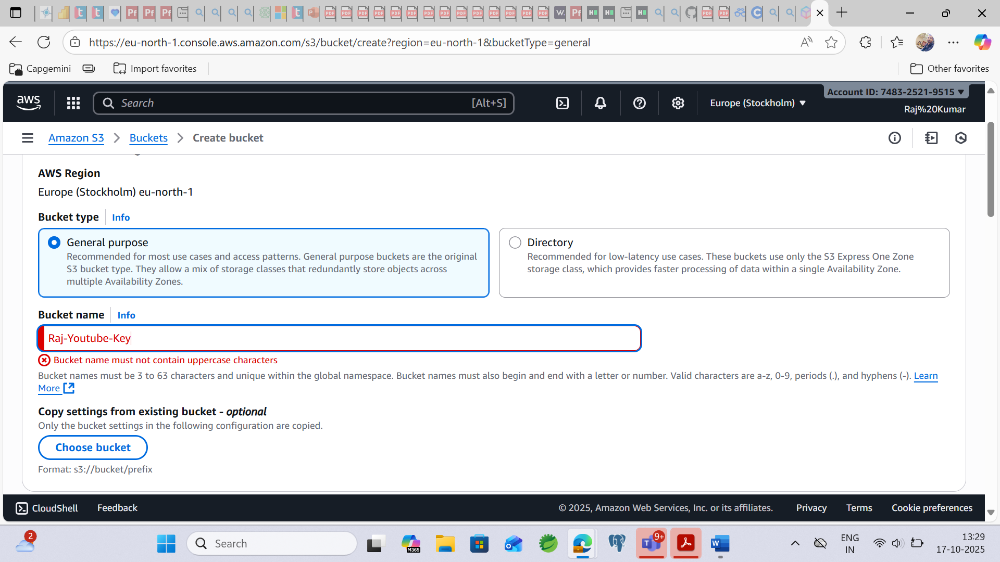 https://eu-north-1.console.aws.amazon.com/s3/bucket/create?region=eu-north-1&bucketType=general
Capgemini
Import favorites
Other favorites
aws
Search
[Alt+S]
Europe (Stockholm)
Account ID: 7483-2521-9515
Raj%20Kumar
Amazon S3 > Buckets > Create bucket
AWS Region
Europe (Stockholm) eu-north-1
Bucket type Info
General purpose
Recommended for most use cases and access patterns. General purpose buckets are the original
S3 bucket type. They allow a mix of storage classes that redundantly store objects across
multiple Availability Zones.
Directory
Recommended for low-latency use cases. These buckets use only the S3 Express One Zone
storage class, which provides faster processing of data within a single Availability Zone.
Bucket name Info
Raj-Youtube-Key
Bucket name must not contain uppercase characters
Bucket names must be 3 to 63 characters and unique within the global namespace. Bucket names must also begin and end with a letter or number. Valid characters are a-z, 0-9, periods (.), and hyphens (-). Learn
More
Copy settings from existing bucket - optional
Only the bucket settings in the following configuration are copied.
Choose bucket
Format: s3://bucket/prefix
CloudShell
Feedback
© 2025, Amazon Web Services, Inc. or its affiliates.
Privacy
Terms
Cookie preferences
2
Search
M365
9+
ENG
IN
13:29
17-10-2025